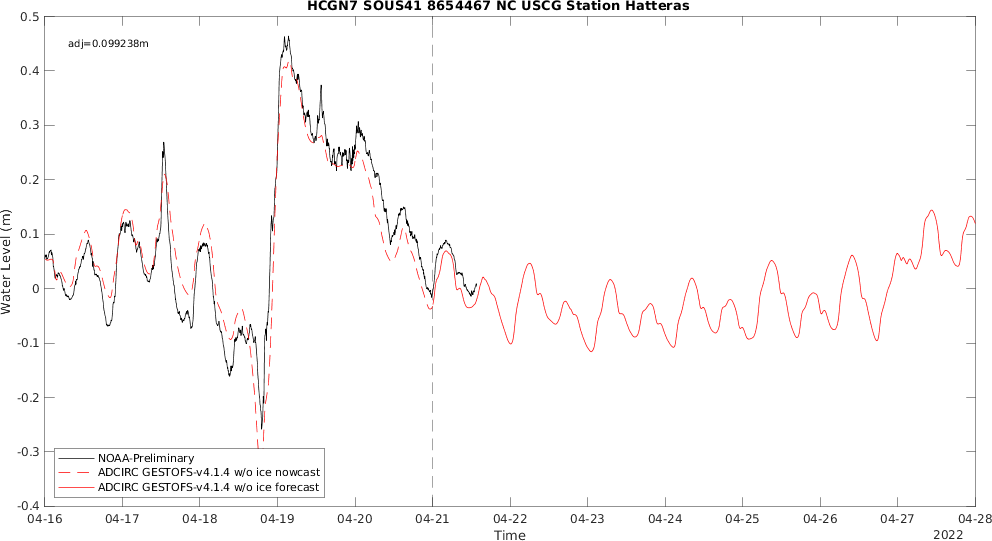 HCGN7 SOUS41 8654467 NC USCG Station Hatteras
adj=0.099238m
0.5
0.4
0.3
0.2
0.1
0
-0.1
-0.2
-0.3
-0.4
Water Level (m)
NOAA-Preliminary
ADCIRC GESTOFS-v4.1.4 w/o ice nowcast
ADCIRC GESTOFS-v4.1.4 w/o ice forecast
04-16 04-17 04-18 04-19 04-20 04-21 04-22 04-23 04-24 04-25 04-26 04-27 04-28
Time
2022